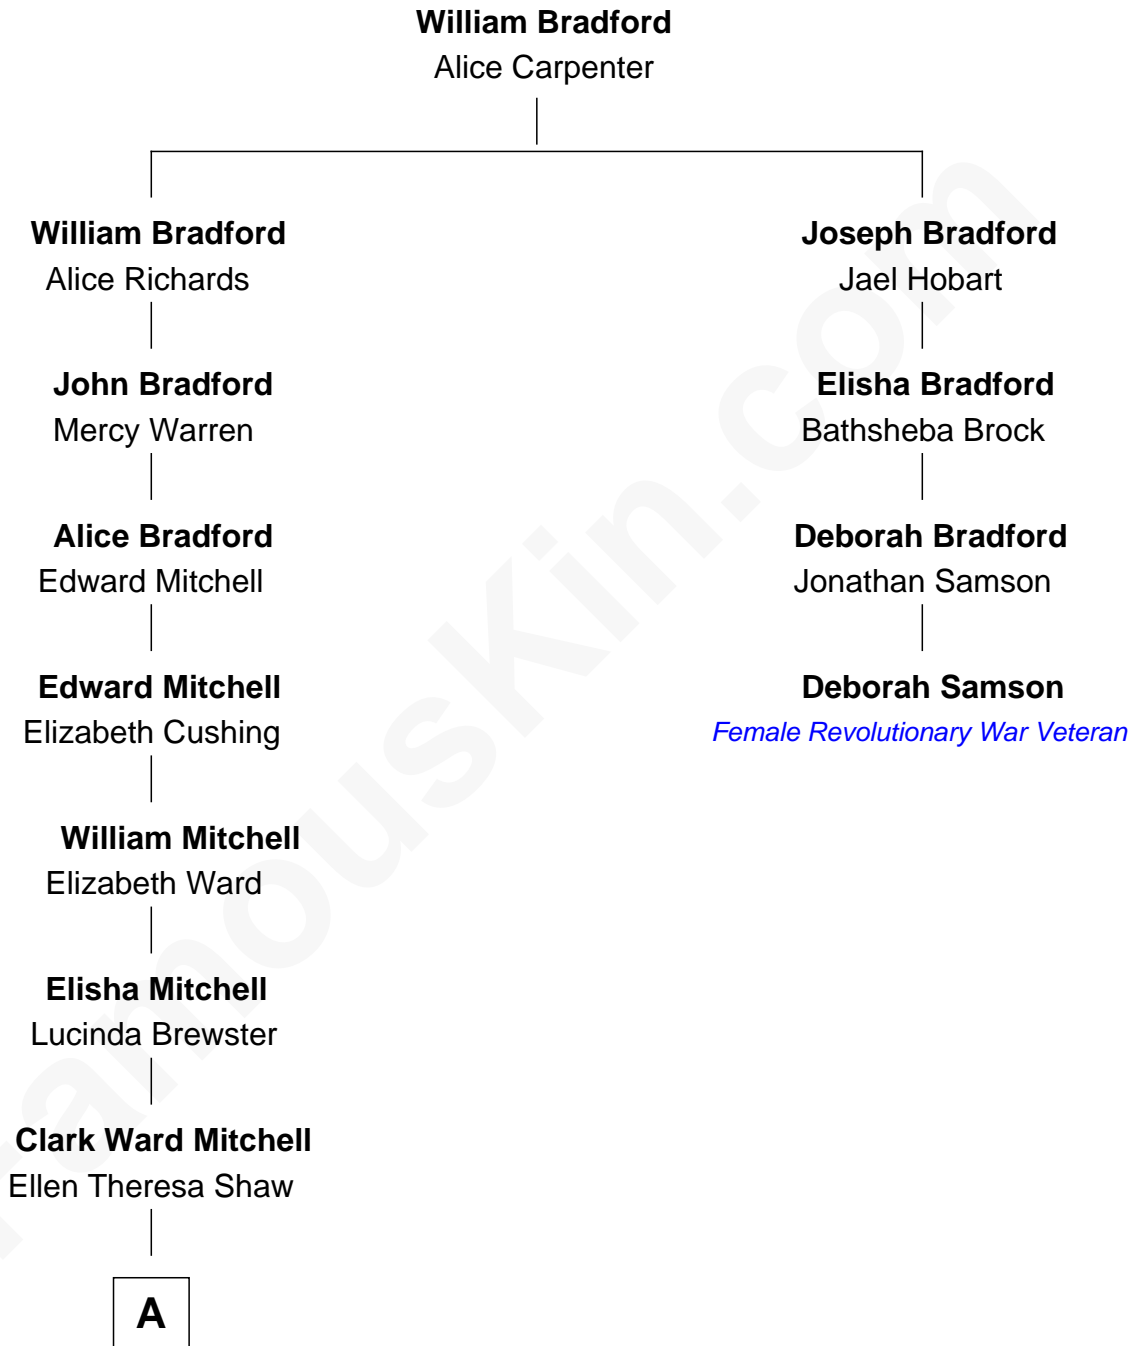 William Bradford
Alice Carpenter
William Bradford
Alice Richards
Joseph Bradford
Jael Hobart
John Bradford
Mercy Warren
Elisha Bradford
Bathsheba Brock
Alice Bradford
Edward Mitchell
Deborah Bradford
Jonathan Samson
Edward Mitchell
Elizabeth Cushing
Deborah Samson
Female Revolutionary War Veteran
William Mitchell
Elizabeth Ward
Elisha Mitchell
Lucinda Brewster
Clark Ward Mitchell
Ellen Theresa Shaw
A
FamousKin.com